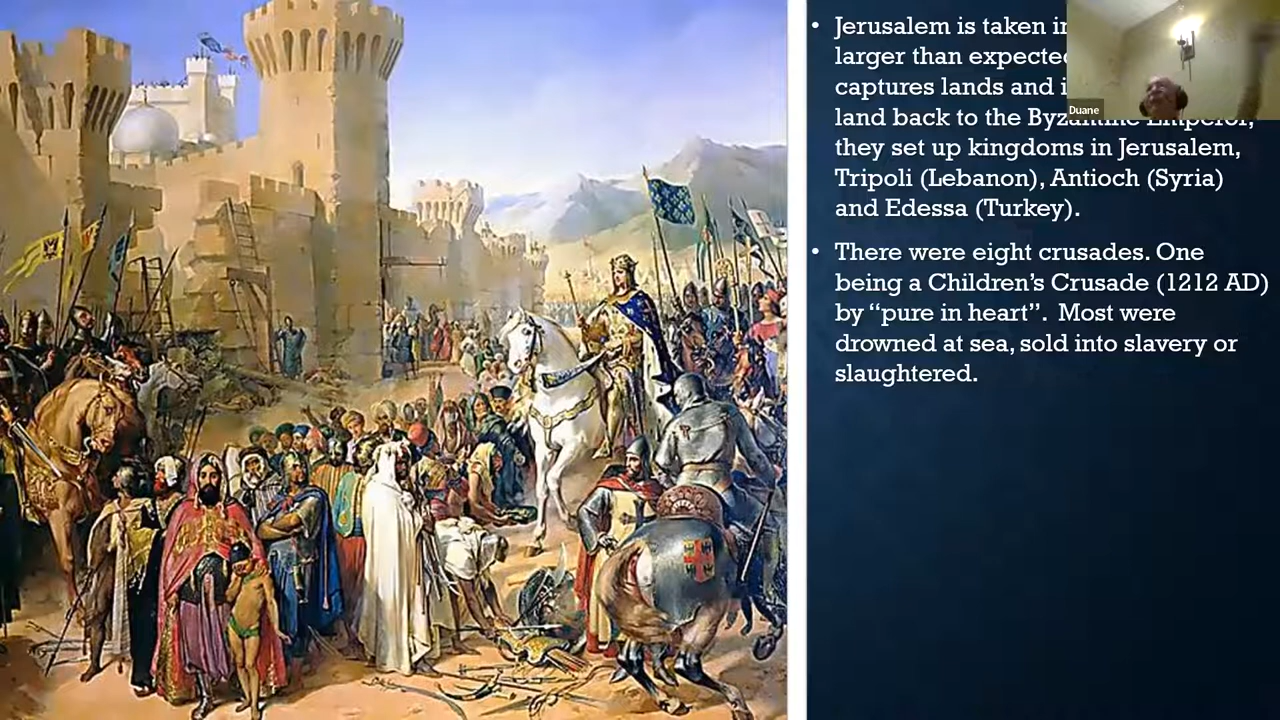 • Jerusalem is taken
larger than expected
captures lands and
land back to the Byzantine Emperor,
they set up kingdoms in Jerusalem,
Tripoli (Lebanon), Antioch (Syria)
and Edessa (Turkey).
• There were eight crusades. One
being a Children’s Crusade (1212 AD)
by “pure in heart”.  Most were
drowned at sea, sold into slavery or
slaughtered.
Duane